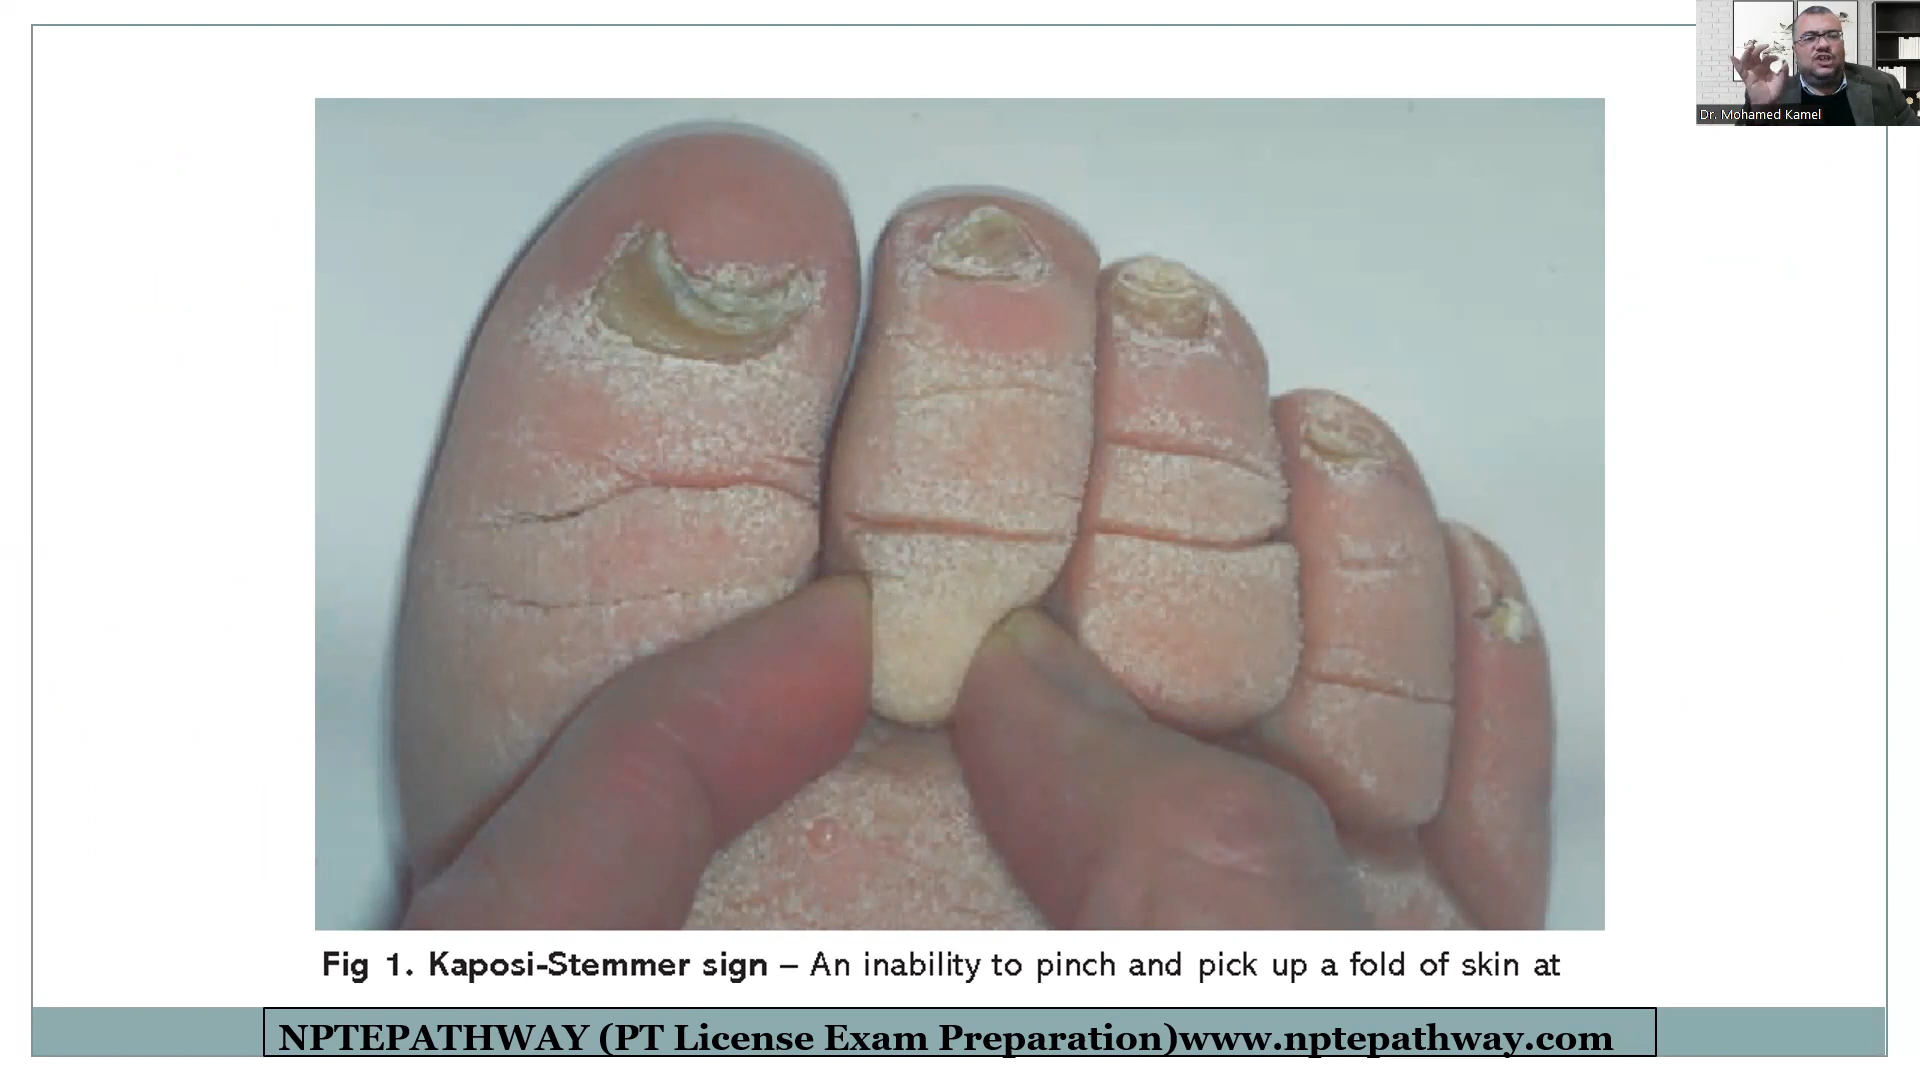 Dr. Mohamed Kamel
Fig 1. Kaposi-Stemmer sign – An inability to pinch and pick up a fold of skin at
NPTEPATHWAY (PT License Exam Preparation)www.nptepathway.com